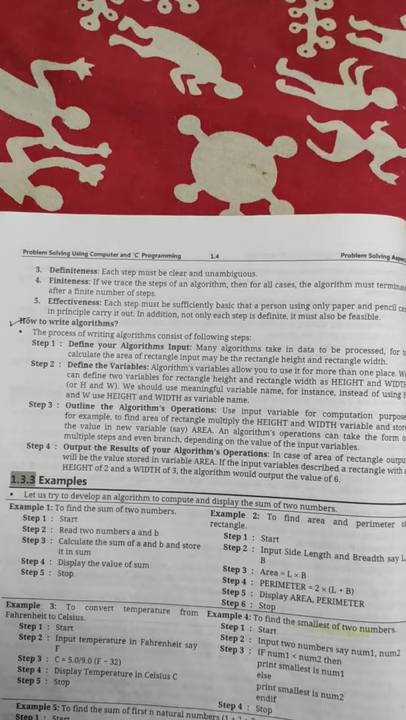 Problem Solving Using Computer and 'C' Programming 1.4 Problem Solving
3. Definiteness: Each step must be clear and unambiguous.
4. Finiteness: If we trace the steps of an algorithm, then for all cases, the algorithm must
after a finite number of steps.
5. Effectiveness: Each step must be sufficiently basic that a person using only paper and pencil
in principle carry it out. In addition, not only each step is definite, it must also be feasible.
How to write algorithms?
• The process of writing algorithms consist of following steps:
Step 1 : Define your Algorithms Input: Many algorithms take in data to be processed, for
calculate the area of rectangle input may be the rectangle height and rectangle width.
Step 2 : Define the Variables: Algorithm's variables allow you to use it for more than one place.
can define two variables for rectangle height and rectangle width as HEIGHT and
(or H and W). We should use meaningful variable name, for instance, instead of using
and W use HEIGHT and WIDTH as variable name.
Step 3 : Outline the Algorithm's Operations: Use input variable for computation
for example, to find area of rectangle multiply the HEIGHT and WIDTH variable and
the value in new variable (say) AREA. An algorithm's operations can take the form
multiple steps and even branch, depending on the value of the input variables.
Step 4 : Output the Results of your Algorithm's Operations: In case of area of rectangle
will be the value stored in variable AREA. If the input variables described a rectangle with
HEIGHT of 2 and a WIDTH of 3, the algorithm would output the value of 6.
1.3.3 Examples
• Let us try to develop an algorithm to compute and display the sum of two numbers.
Example 1: To find the sum of two numbers.
Step 1 : Start
Step 2 : Read two numbers a and b
Step 3 : Calculate the sum of a and b and store
it in sum
Step 4 : Display the value of sum
Step 5 : Stop
Example 2: To find area and perimeter
rectangle.
Step 1 : Start
Step 2 : Input Side Length and Breadth say L
B
Step 3 : Area = L × B
Step 4 : PERIMETER = 2 × (L + B)
Step 5 : Display AREA, PERIMETER
Step 6 : Stop
Example 3: To convert temperature from
Fahrenheit to Celsius.
Step 1 : Start
Step 2 : Input temperature in Fahrenheit say
F
Step 3 : C = 5.0/9.0 (F − 32)
Step 4 : Display Temperature in Celsius C
Step 5 : Stop
Example 4: To find the smallest of two numbers.
Step 1 : Start
Step 2 : Input two numbers say num1, num2
Step 3 : IF num1 < num2 then
print smallest is num1
else
print smallest is num2
endif
Step 4 : Stop
Example 5: To find the sum of first n natural numbers
Step 1 : Start